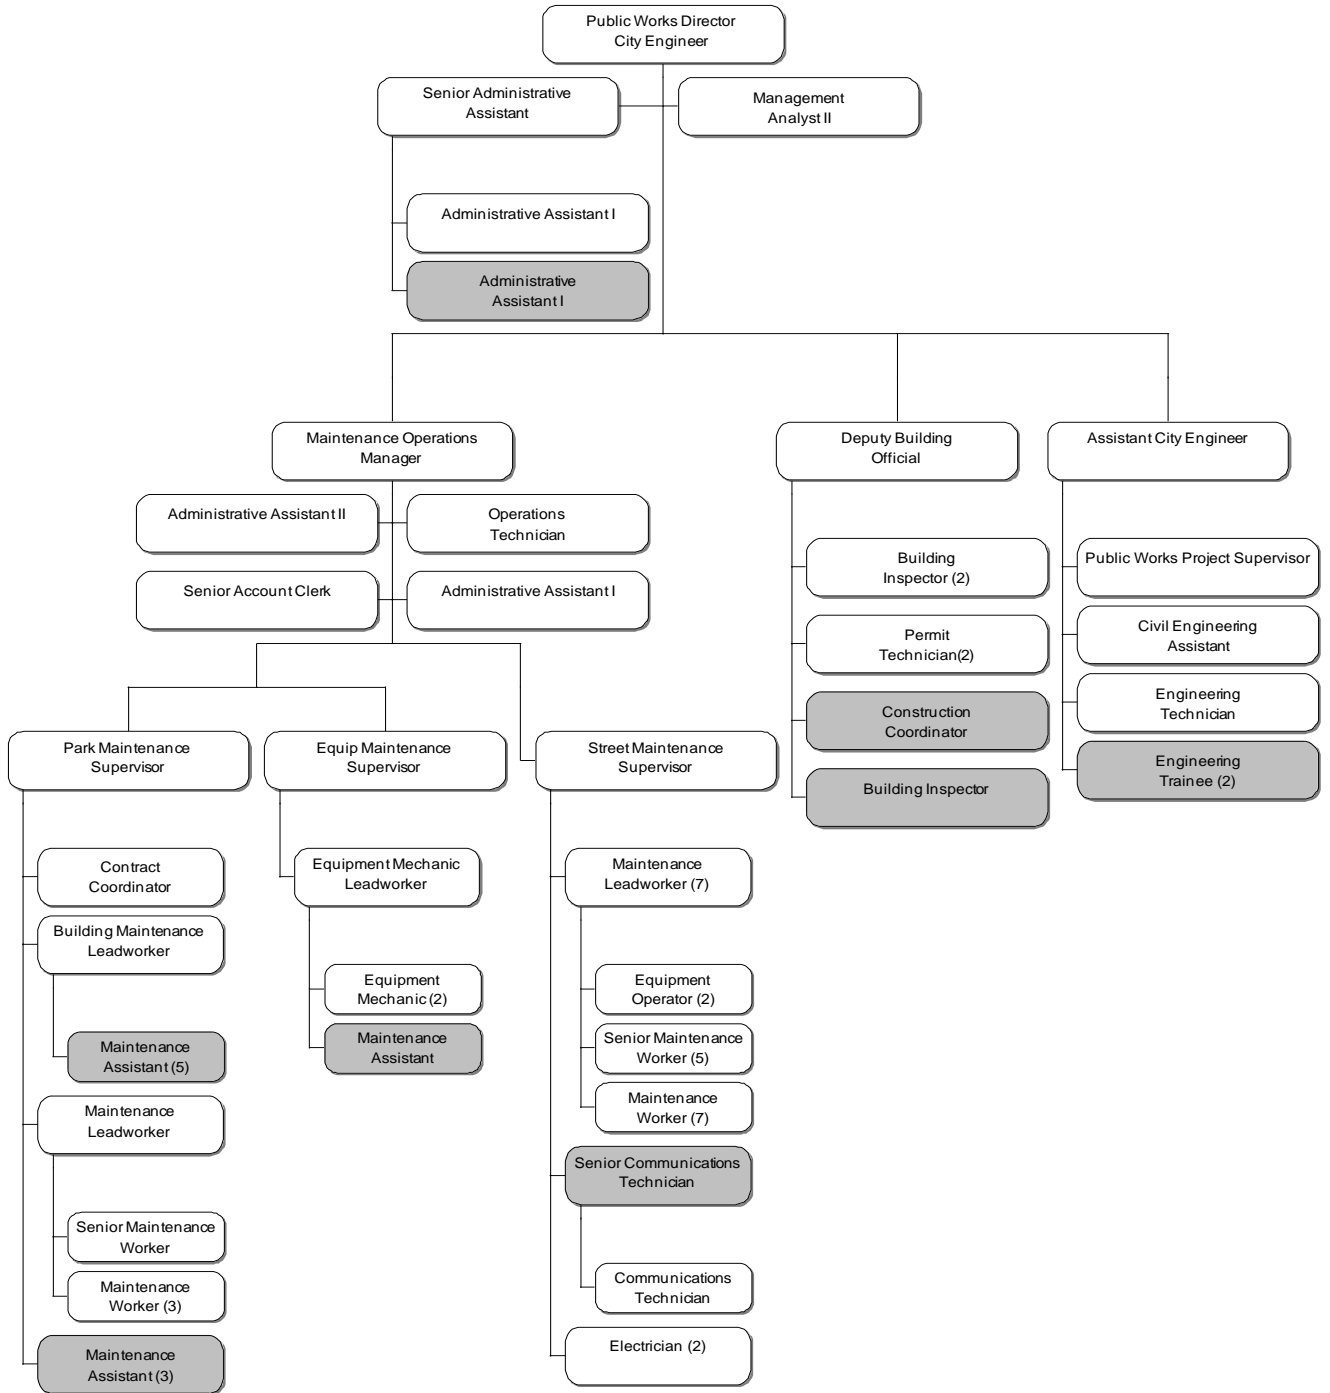 Public Works Director
City Engineer
Senior Administrative
Assistant
Management
Analyst II
Administrative Assistant I
Administrative
Assistant I
Maintenance Operations
Manager
Deputy Building
Official
Assistant City Engineer
Administrative Assistant II
Operations
Technician
Senior Account Clerk
Administrative Assistant I
Building
Inspector (2)
Permit
Technician(2)
Construction
Coordinator
Building Inspector
Public Works Project Supervisor
Civil Engineering
Assistant
Engineering
Technician
Engineering
Trainee (2)
Park Maintenance
Supervisor
Equip Maintenance
Supervisor
Street Maintenance
Supervisor
Contract
Coordinator
Building Maintenance
Leadworker
Maintenance
Assistant (5)
Maintenance
Leadworker
Senior Maintenance
Worker
Maintenance
Worker (3)
Maintenance
Assistant (3)
Equipment Mechanic
Leadworker
Equipment
Mechanic (2)
Maintenance
Assistant
Maintenance
Leadworker (7)
Equipment
Operator (2)
Senior Maintenance
Worker (5)
Maintenance
Worker (7)
Senior Communications
Technician
Communications
Technician
Electrician (2)